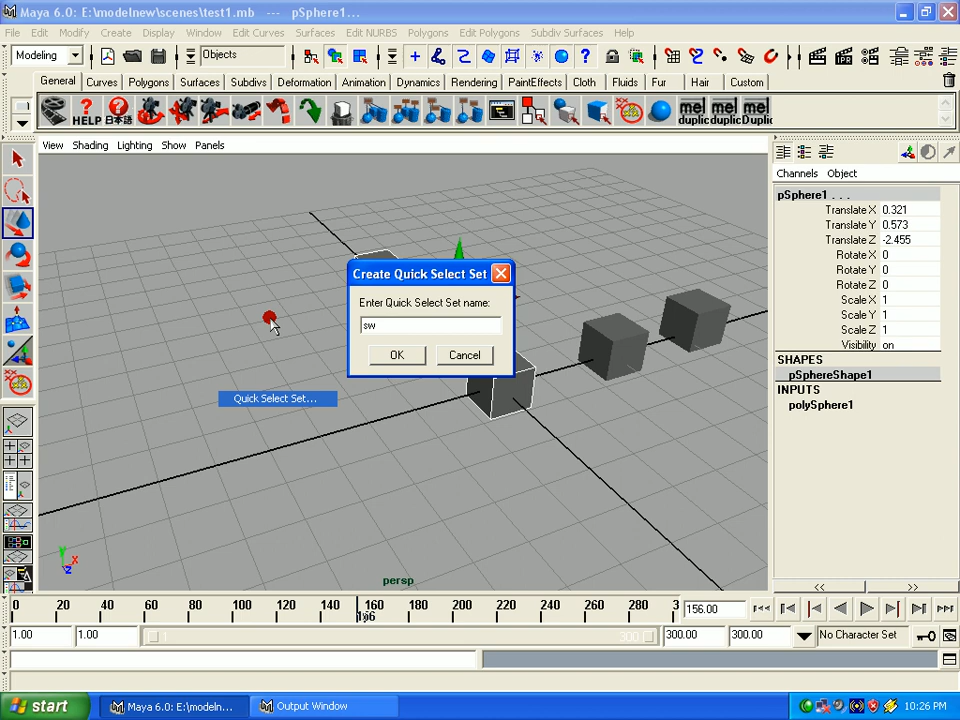 Maya 6.0: E:\modelnew\scenes\test1.mb --- pSphere1...
File Edit Modify Create Display Window Edit Curves Surfaces Edit NURBS Polygons Edit Polygons Subdiv Surfaces Help
Modeling Objects
General Curves Polygons Surfaces Subdivs Deformation Animation Dynamics Rendering PaintEffects Cloth Fluids Fur Hair Custom
HELP 日本語 mel mel mel
duplic duplic Duplic
View Shading Lighting Show Panels
Channels Object
pSphere1 . . .
Translate X 0.321
Translate Y 0.573
Translate Z -2.455
Rotate X 0
Rotate Y 0
Rotate Z 0
Scale X 1
Scale Y 1
Scale Z 1
Visibility on
SHAPES
pSphereShape1
INPUTS
polySphere1
Create Quick Select Set
Enter Quick Select Set name:
sw
OK Cancel
Quick Select Set...
y
x
z
persp
<< >>
0 20 40 60 80 100 120 140 160 180 200 220 240 260 280 3
156.00
1.00 1.00 1 300 300.00 300.00 No Character Set
start Maya 6.0: E:\modeln... Output Window 10:26 PM